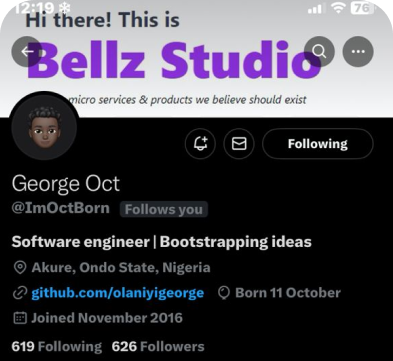 12:19
76
Hi there! This is
Bellz Studio
micro services & products we believe should exist
Following
George Oct
@ImOctBorn Follows you
Software engineer | Bootstrapping ideas
Akure, Ondo State, Nigeria
github.com/olaniyigeorge Born 11 October
Joined November 2016
619 Following 626 Followers